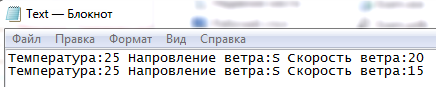 Text — Блокнот
Файл Правка Формат Вид Справка
Температура:25 Напровление ветра:S Скорость ветра:20
Температура:25 Напровление ветра:S Скорость ветра:15